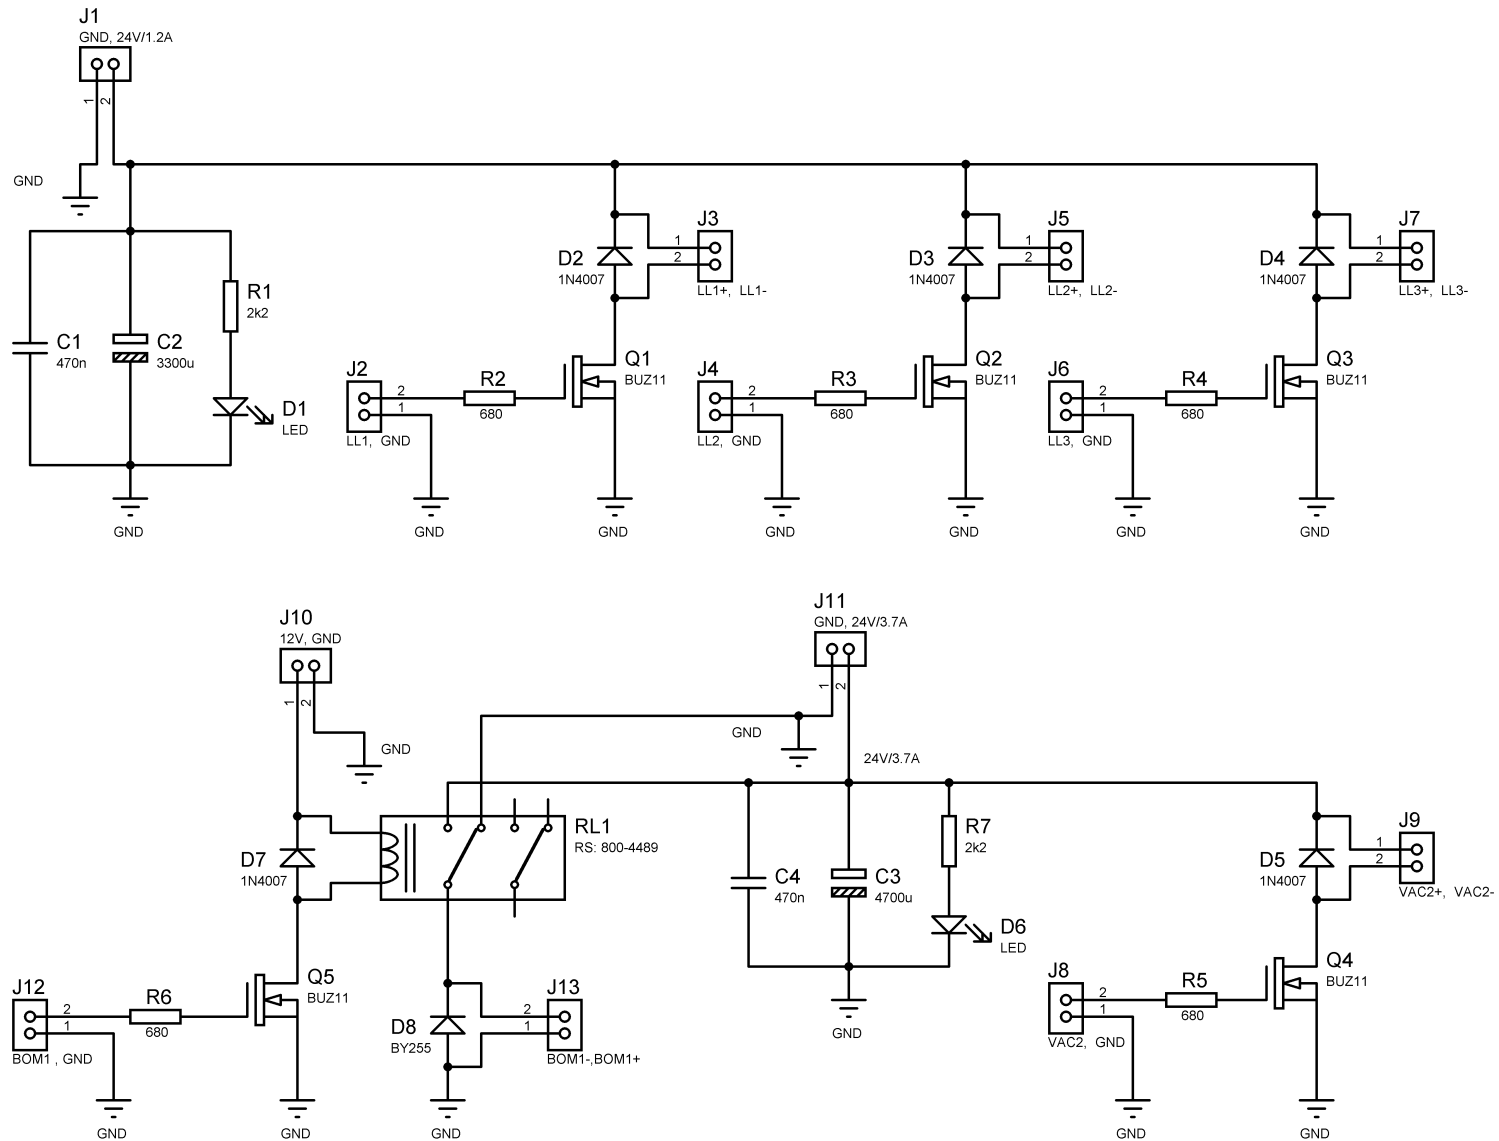 J1
GND, 24V/1.2A
1 2
GND
C1
470n
C2
3300u
R1
2k2
D1
LED
GND
J2
2
1
LL1, GND
R2
680
GND
D2
1N4007
1
2
J3
LL1+, LL1-
Q1
BUZ11
GND
J4
2
1
LL2, GND
R3
680
GND
D3
1N4007
1
2
J5
LL2+, LL2-
Q2
BUZ11
GND
J6
2
1
LL3, GND
R4
680
GND
D4
1N4007
1
2
J7
LL3+, LL3-
Q3
BUZ11
GND
J10
12V, GND
1 2
GND
D7
1N4007
RL1
RS: 800-4489
Q5
BUZ11
GND
J12
2
1
BOM1 , GND
R6
680
GND
D8
BY255
2
1
J13
BOM1-,BOM1+
GND
J11
GND, 24V/3.7A
1 2
GND
24V/3.7A
C4
470n
C3
4700u
R7
2k2
D6
LED
GND
J8
2
1
VAC2, GND
R5
680
GND
D5
1N4007
1
2
J9
VAC2+, VAC2-
Q4
BUZ11
GND